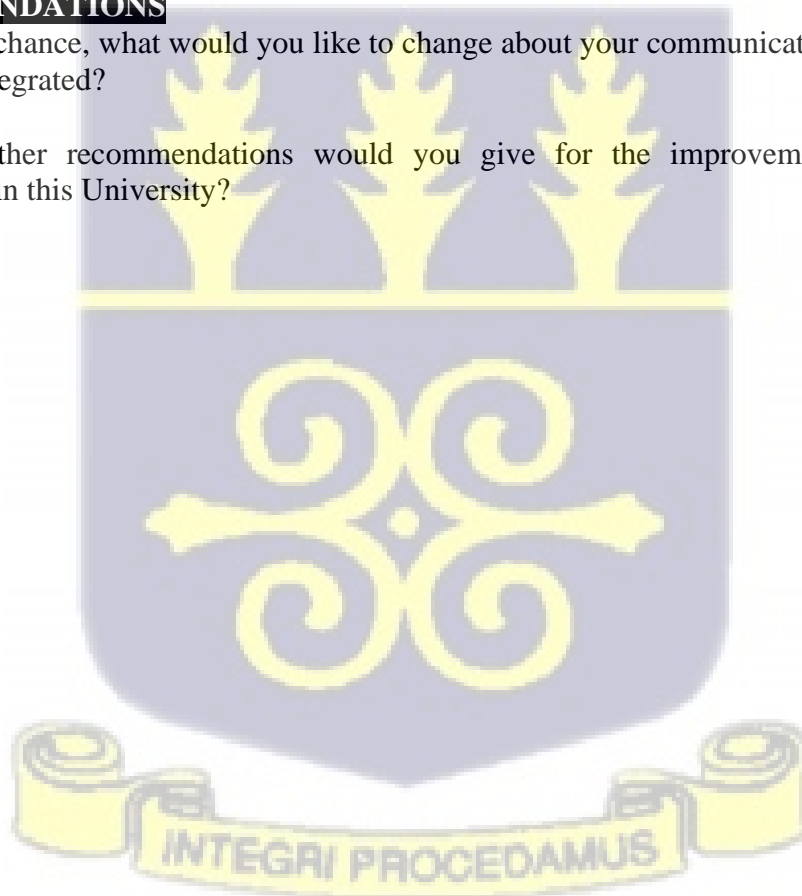 NDATIONS
chance, what would you like to change about your communicat
egrated?
ther recommendations would you give for the improvem
in this University?
INTEGRI PROCEDAMUS